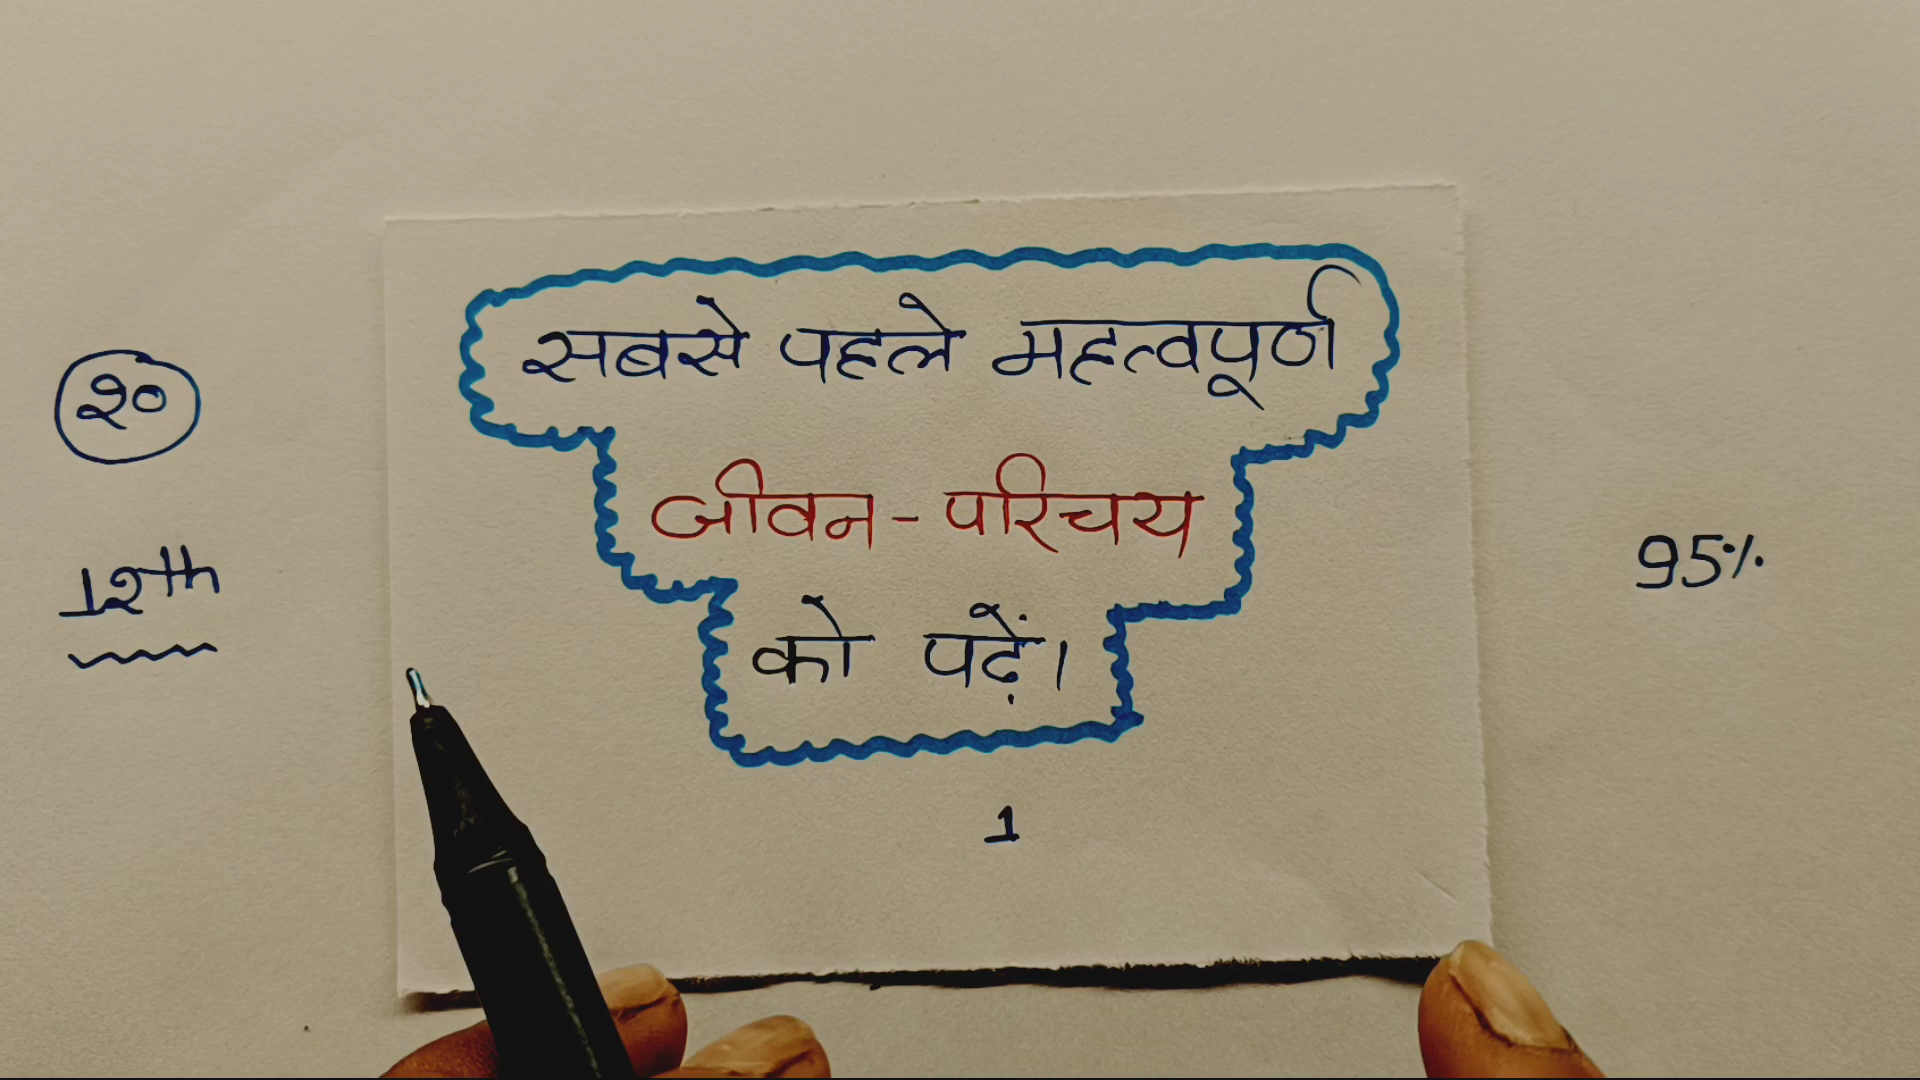 सबसे पहले महत्वपूर्ण
जीवन-परिचय
को पढ़ें।
1
२०
12th
95%